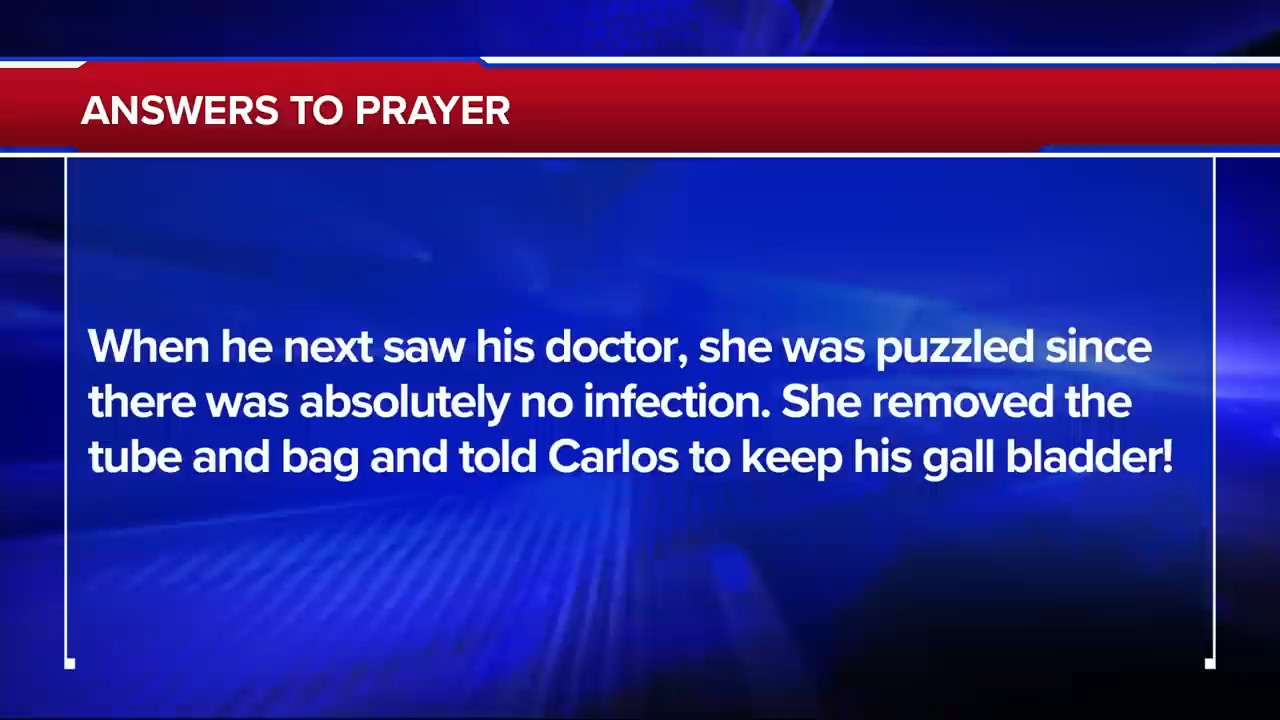 ANSWERS TO PRAYER
When he next saw his doctor, she was puzzled since
there was absolutely no infection. She removed the
tube and bag and told Carlos to keep his gall bladder!